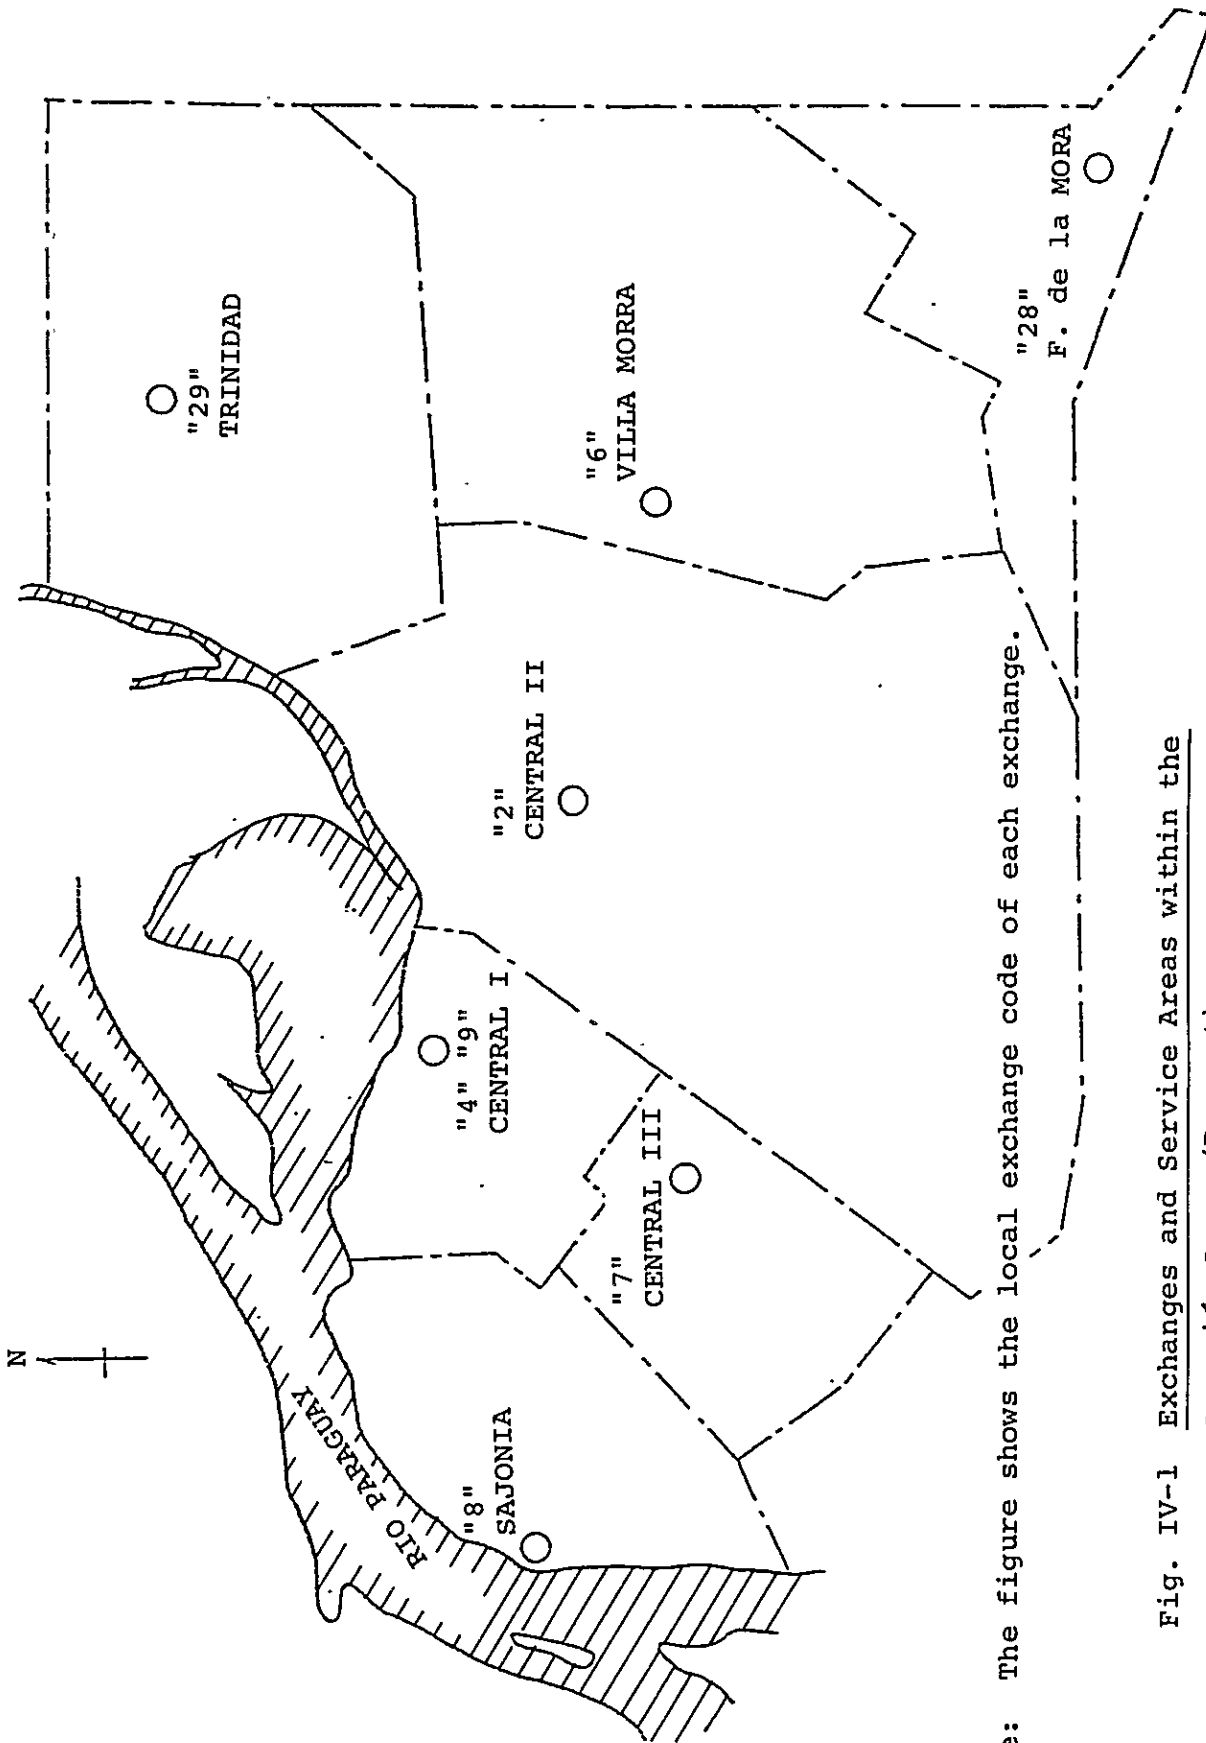 N
RIO PARAGUAY
"8"
SAJONIA
"4" "9"
CENTRAL I
"7"
CENTRAL III
"2"
CENTRAL II
"29"
TRINIDAD
"6"
VILLA MORRA
"28"
F. de la MORA
The figure shows the local exchange code of each exchange.
Fig. IV-1 Exchanges and Service Areas within the